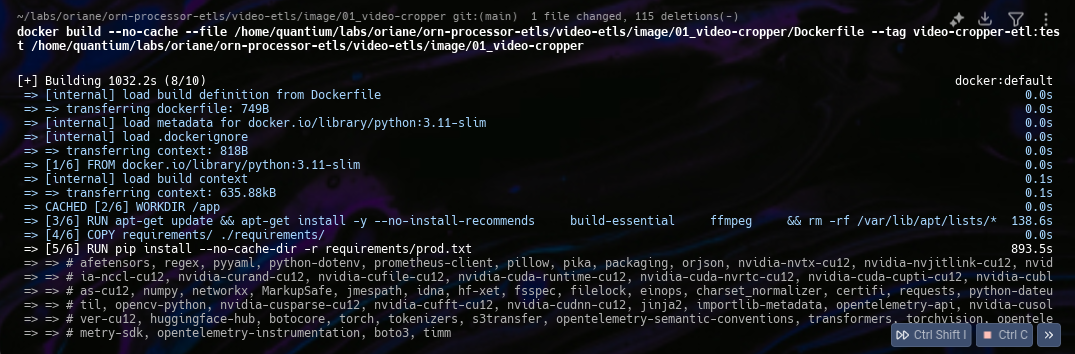 ~/labs/oriane/orn-processor-etls/video-etls/image/01_video-cropper git:(main)  1 file changed, 115 deletions(-)
docker build --no-cache --file /home/quantium/labs/oriane/orn-processor-etls/video-etls/image/01_video-cropper/Dockerfile --tag video-cropper-etl:tes
t /home/quantium/labs/oriane/orn-processor-etls/video-etls/image/01_video-cropper
[+] Building 1032.2s (8/10) docker:default
=> [internal] load build definition from Dockerfile 0.0s
=> => transferring dockerfile: 749B 0.0s
=> [internal] load metadata for docker.io/library/python:3.11-slim 0.0s
=> [internal] load .dockerignore 0.0s
=> => transferring context: 818B 0.0s
=> [1/6] FROM docker.io/library/python:3.11-slim 0.0s
=> [internal] load build context 0.1s
=> => transferring context: 635.88kB 0.1s
=> CACHED [2/6] WORKDIR /app 0.0s
=> [3/6] RUN apt-get update && apt-get install -y --no-install-recommends     build-essential     ffmpeg     && rm -rf /var/lib/apt/lists/* 138.6s
=> [4/6] COPY requirements/ ./requirements/ 0.0s
=> [5/6] RUN pip install --no-cache-dir -r requirements/prod.txt 893.5s
=> => # afetensors, regex, pyyaml, python-dotenv, prometheus-client, pillow, pika, packaging, orjson, nvidia-nvtx-cu12, nvidia-nvjitlink-cu12, nvid
=> => # ia-nccl-cu12, nvidia-curand-cu12, nvidia-cufile-cu12, nvidia-cuda-runtime-cu12, nvidia-cuda-nvrtc-cu12, nvidia-cuda-cupti-cu12, nvidia-cubl
=> => # as-cu12, numpy, networkx, MarkupSafe, jmespath, idna, hf-xet, fsspec, filelock, einops, charset_normalizer, certifi, requests, python-dateu
=> => # til, opencv-python, nvidia-cusparse-cu12, nvidia-cufft-cu12, nvidia-cudnn-cu12, jinja2, importlib-metadata, opentelemetry-api, nvidia-cusol
=> => # ver-cu12, huggingface-hub, botocore, torch, tokenizers, s3transfer, opentelemetry-semantic-conventions, transformers, torchvision, opentele
=> => # metry-sdk, opentelemetry-instrumentation, boto3, timm
Ctrl Shift I Ctrl C